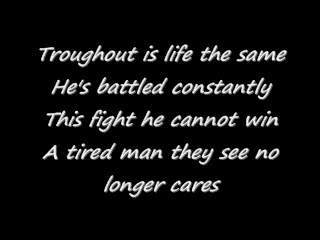 Troughout is life the same
He's battled constantly
This fight he cannot win
A tired man they see no
longer cares